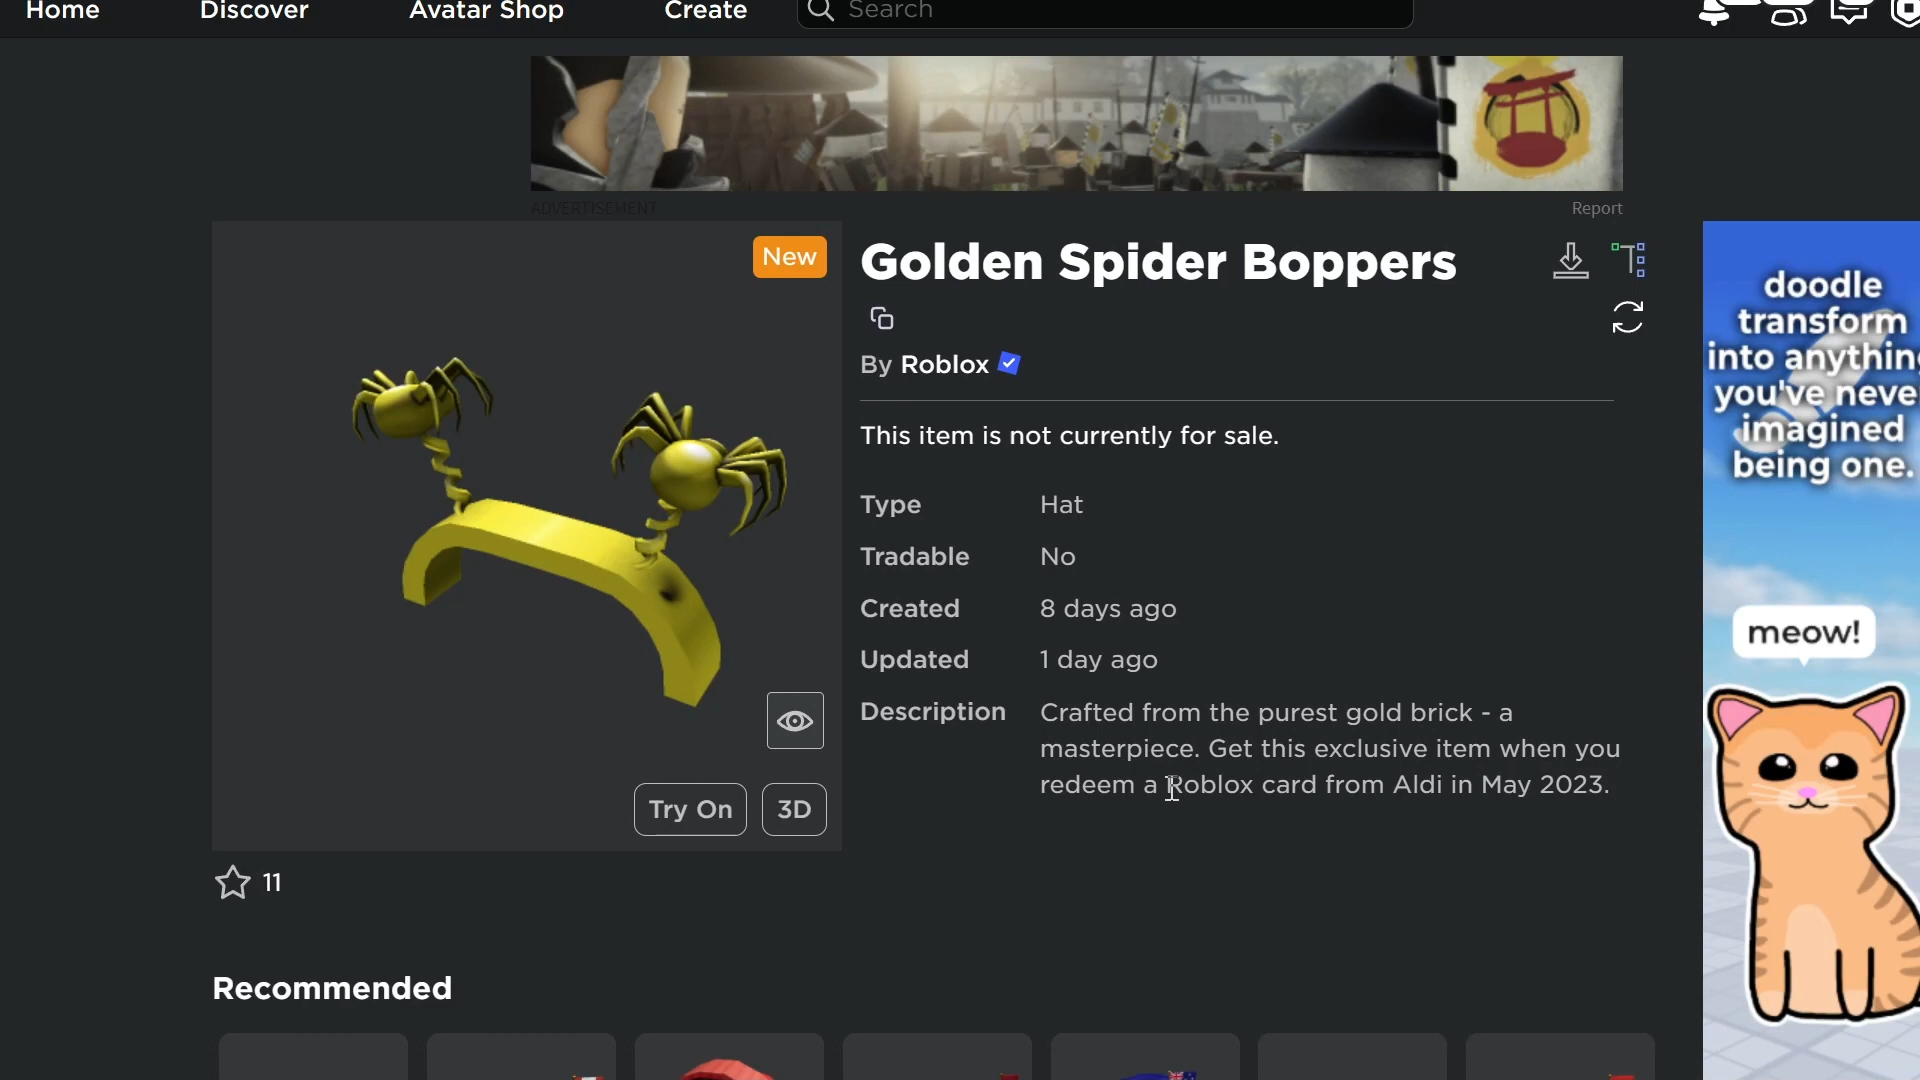 Home Discover Avatar Shop Create Search
ADVERTISEMENT Report
New
Golden Spider Boppers
By Roblox
This item is not currently for sale.
Type Hat
Tradable No
Created 8 days ago
Updated 1 day ago
Description Crafted from the purest gold brick - a
masterpiece. Get this exclusive item when you
redeem a Roblox card from Aldi in May 2023.
Try On 3D
11
Recommended
doodle
transform
into
you've
imagined
being one.
meow!